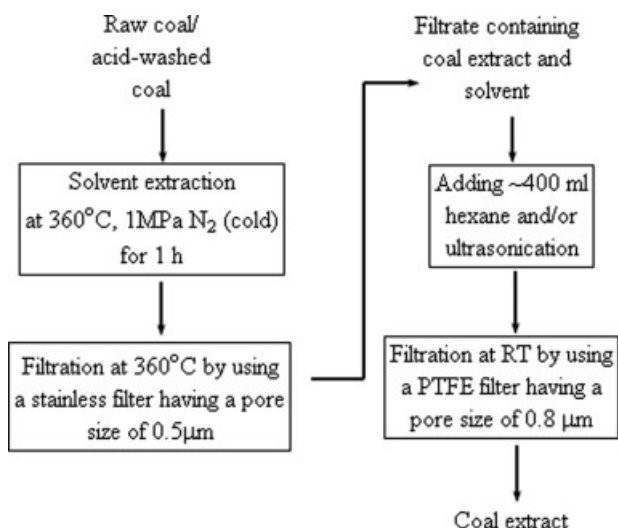 Raw coal/
acid-washed
coal
Solvent extraction
at 360°C, 1MPa N₂ (cold)
for 1 h
Filtration at 360°C by using
a stainless filter having a pore
size of 0.5μm
Filtrate containing
coal extract and
solvent
Adding ~400 ml
hexane and/or
ultrasonication
Filtration at RT by using
a PTFE filter having a
pore size of 0.8 μm
Coal extract